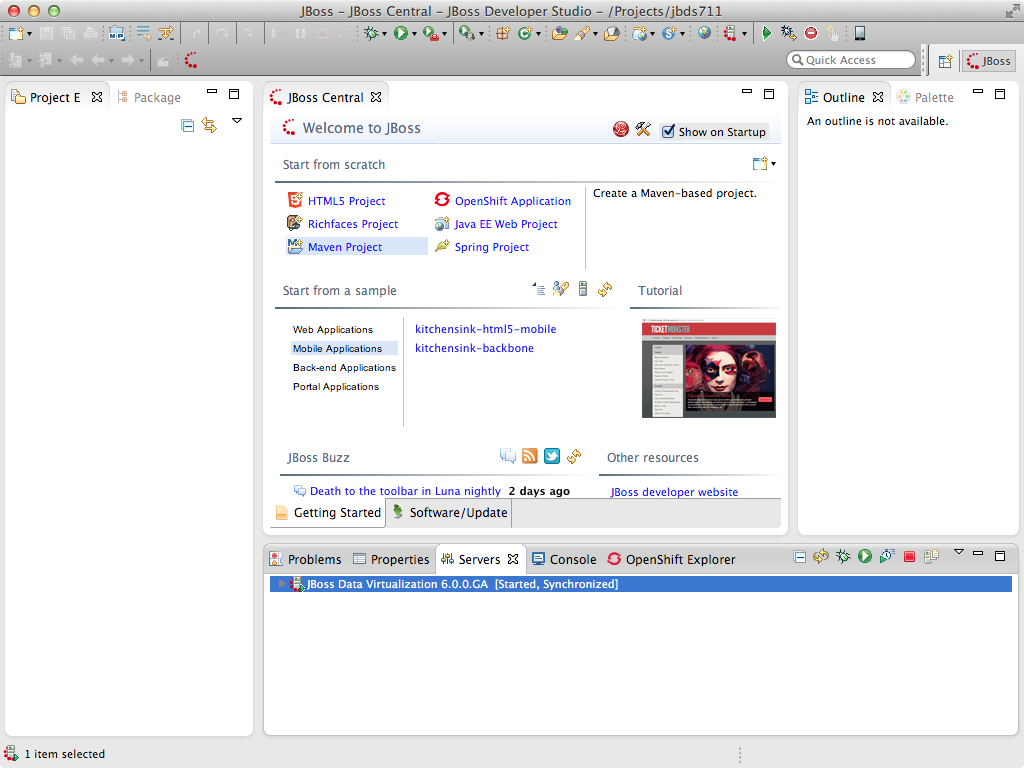 JBoss – JBoss Central – JBoss Developer Studio – /Projects/jbds711
Quick Access
JBoss
Project E
Package
JBoss Central
Outline
Palette
An outline is not available.
Welcome to JBoss
Show on Startup
Start from scratch
HTML5 Project
OpenShift Application
Create a Maven-based project.
Richfaces Project
Java EE Web Project
Maven Project
Spring Project
Start from a sample
Tutorial
Web Applications
kitchensink-html5-mobile
Mobile Applications
kitchensink-backbone
Back-end Applications
Portal Applications
TICKETMONSTER
JBoss Buzz
Other resources
Death to the toolbar in Luna nightly 2 days ago
JBoss developer website
Getting Started
Software/Update
Problems
Properties
Servers
Console
OpenShift Explorer
JBoss Data Virtualization 6.0.0.GA [Started, Synchronized]
1 item selected